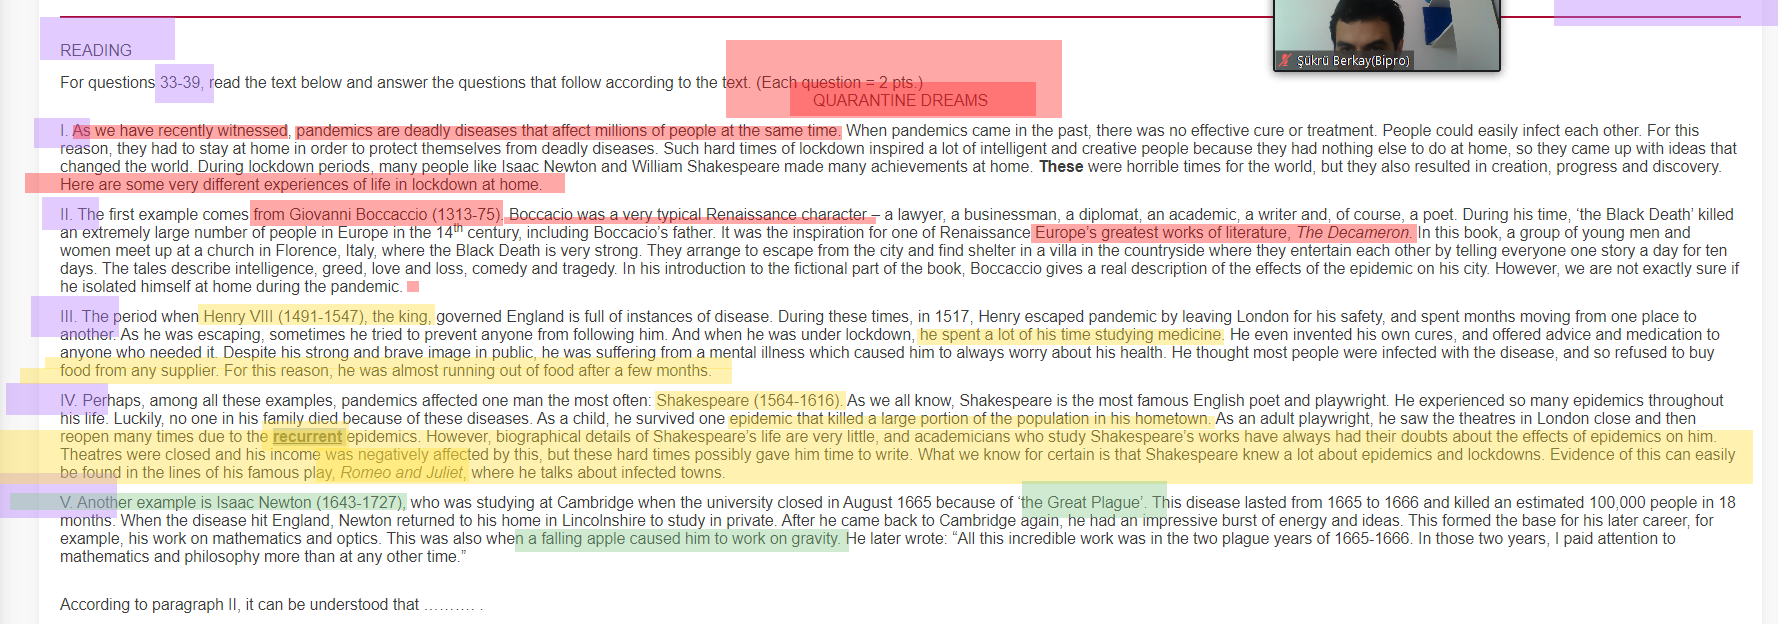 Şükrü Berkay(Bipro)
READING
For questions 33-39, read the text below and answer the questions that follow according to the text. (Each question = 2 pts.)
QUARANTINE DREAMS
I. As we have recently witnessed, pandemics are deadly diseases that affect millions of people at the same time. When pandemics came in the past, there was no effective cure or treatment. People could easily infect each other. For this
reason, they had to stay at home in order to protect themselves from deadly diseases. Such hard times of lockdown inspired a lot of intelligent and creative people because they had nothing else to do at home, so they came up with ideas that
changed the world. During lockdown periods, many people like Isaac Newton and William Shakespeare made many achievements at home. These were horrible times for the world, but they also resulted in creation, progress and discovery.
Here are some very different experiences of life in lockdown at home.
II. The first example comes from Giovanni Boccaccio (1313-75). Boccacio was a very typical Renaissance character – a lawyer, a businessman, a diplomat, an academic, a writer and, of course, a poet. During his time, ‘the Black Death’ killed
an extremely large number of people in Europe in the 14th century, including Boccacio’s father. It was the inspiration for one of Renaissance Europe’s greatest works of literature, The Decameron. In this book, a group of young men and
women meet up at a church in Florence, Italy, where the Black Death is very strong. They arrange to escape from the city and find shelter in a villa in the countryside where they entertain each other by telling everyone one story a day for ten
days. The tales describe intelligence, greed, love and loss, comedy and tragedy. In his introduction to the fictional part of the book, Boccaccio gives a real description of the effects of the epidemic on his city. However, we are not exactly sure if
he isolated himself at home during the pandemic.
III. The period when Henry VIII (1491-1547), the king, governed England is full of instances of disease. During these times, in 1517, Henry escaped pandemic by leaving London for his safety, and spent months moving from one place to
another. As he was escaping, sometimes he tried to prevent anyone from following him. And when he was under lockdown, he spent a lot of his time studying medicine. He even invented his own cures, and offered advice and medication to
anyone who needed it. Despite his strong and brave image in public, he was suffering from a mental illness which caused him to always worry about his health. He thought most people were infected with the disease, and so refused to buy
food from any supplier. For this reason, he was almost running out of food after a few months.
IV. Perhaps, among all these examples, pandemics affected one man the most often: Shakespeare (1564-1616). As we all know, Shakespeare is the most famous English poet and playwright. He experienced so many epidemics throughout
his life. Luckily, no one in his family died because of these diseases. As a child, he survived one epidemic that killed a large portion of the population in his hometown. As an adult playwright, he saw the theatres in London close and then
reopen many times due to the recurrent epidemics. However, biographical details of Shakespeare’s life are very little, and academicians who study Shakespeare’s works have always had their doubts about the effects of epidemics on him.
Theatres were closed and his income was negatively affected by this, but these hard times possibly gave him time to write. What we know for certain is that Shakespeare knew a lot about epidemics and lockdowns. Evidence of this can easily
be found in the lines of his famous play, Romeo and Juliet, where he talks about infected towns.
V. Another example is Isaac Newton (1643-1727), who was studying at Cambridge when the university closed in August 1665 because of ‘the Great Plague’. This disease lasted from 1665 to 1666 and killed an estimated 100,000 people in 18
months. When the disease hit England, Newton returned to his home in Lincolnshire to study in private. After he came back to Cambridge again, he had an impressive burst of energy and ideas. This formed the base for his later career, for
example, his work on mathematics and optics. This was also when a falling apple caused him to work on gravity. He later wrote: “All this incredible work was in the two plague years of 1665-1666. In those two years, I paid attention to
mathematics and philosophy more than at any other time.”
According to paragraph II, it can be understood that ………. .